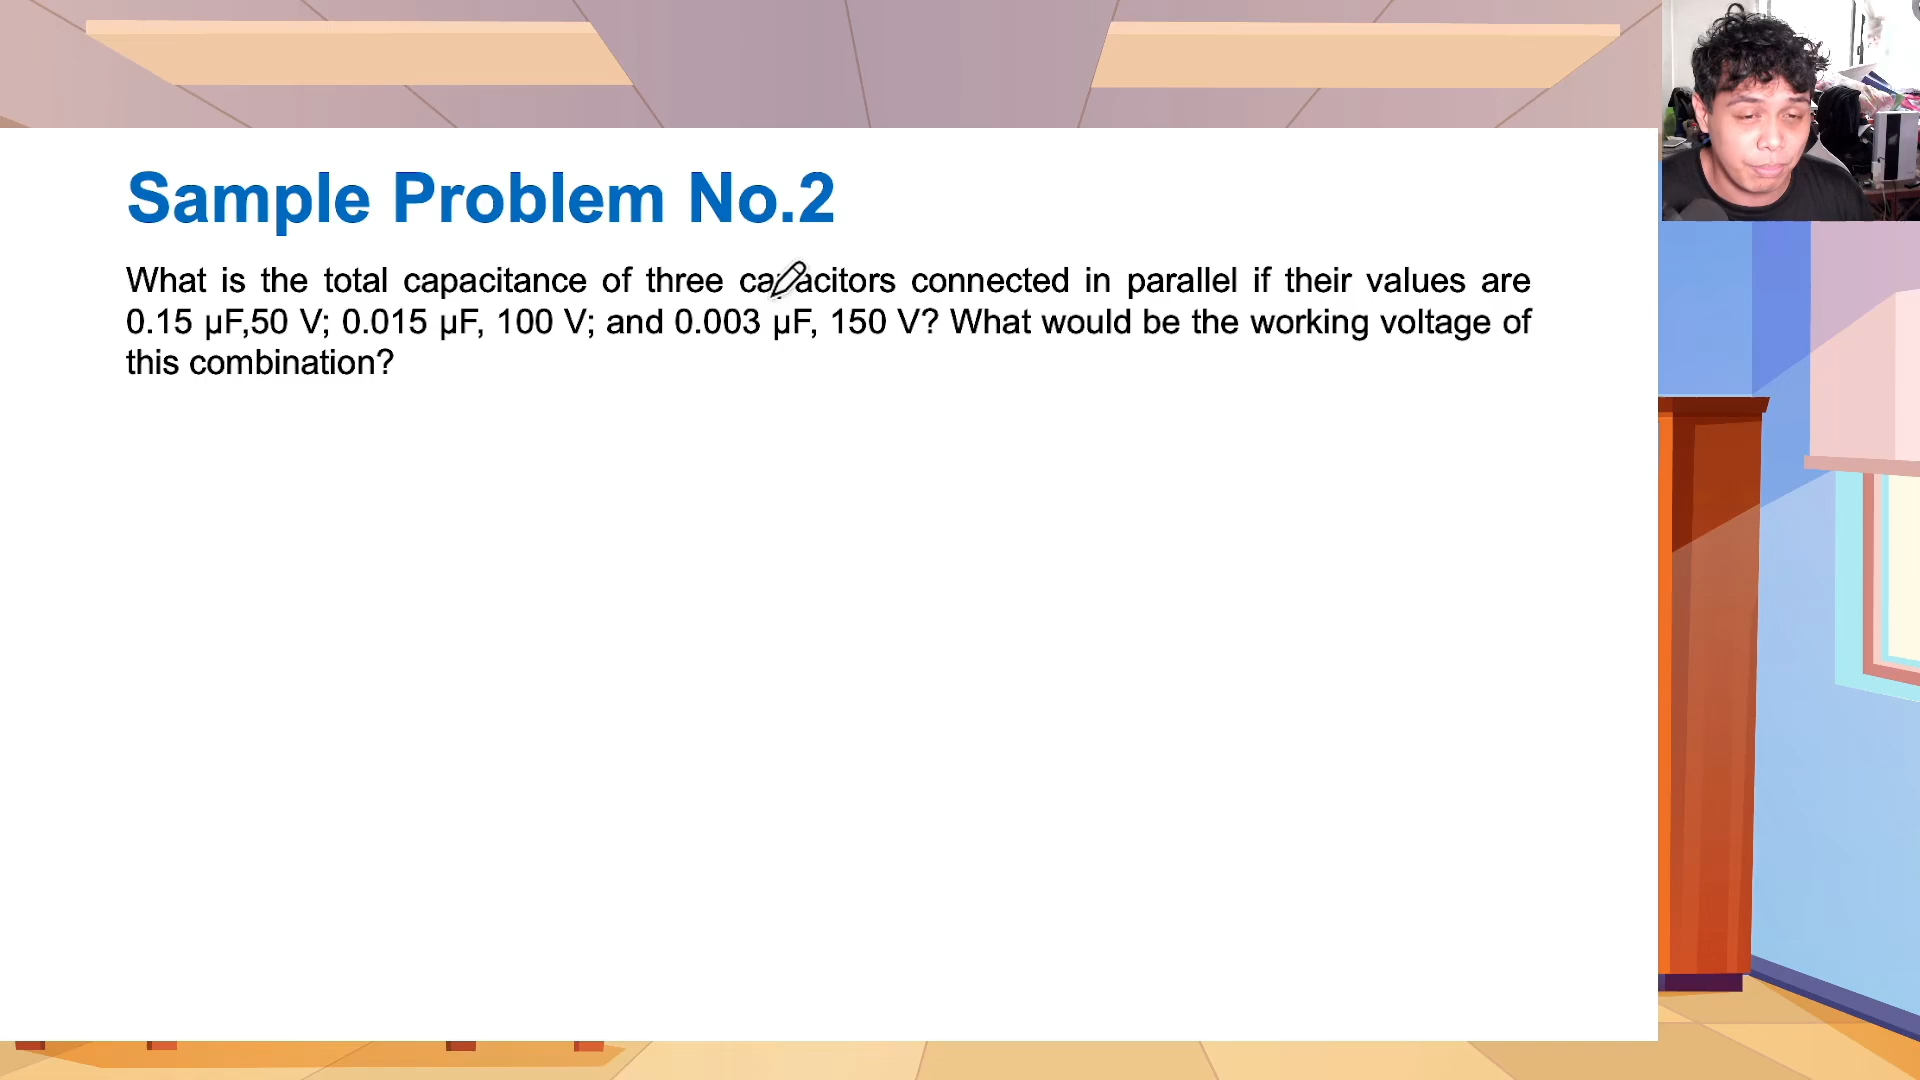 Sample Problem No.2
What is the total capacitance of three capacitors connected in parallel if their values are
0.15 µF,50 V; 0.015 µF, 100 V; and 0.003 µF, 150 V? What would be the working voltage of
this combination?